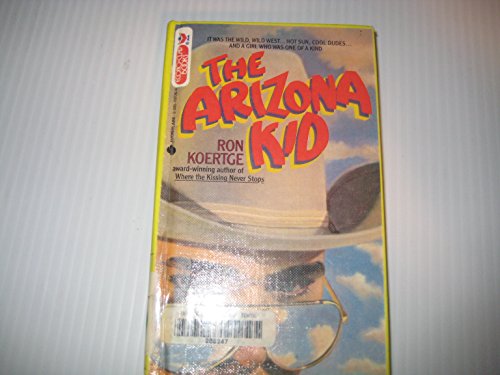 IT WAS THE WILD, WILD WEST... HOT SUN, COOL DUDES...
AND A GIRL WHO WAS ONE OF A KIND
THE
ARIZONA
KID
RON
KOERTGE
award-winning author of
Where the Kissing Never Stops